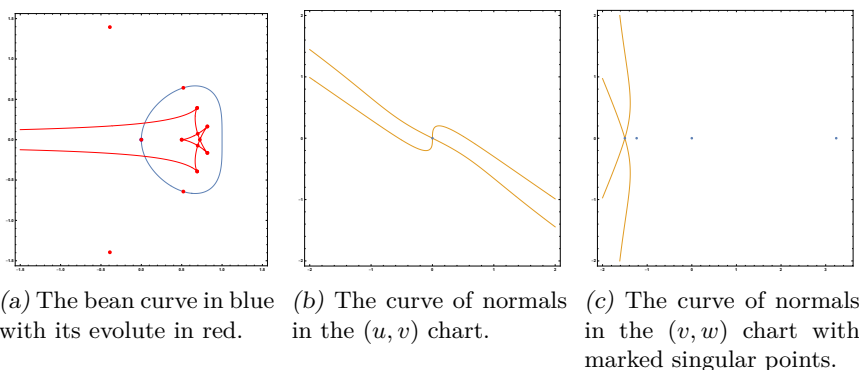 (a) The bean curve in blue
with its evolute in red.
(b) The curve of normals
in the (u, v) chart.
(c) The curve of normals
in the (v, w) chart with
marked singular points.